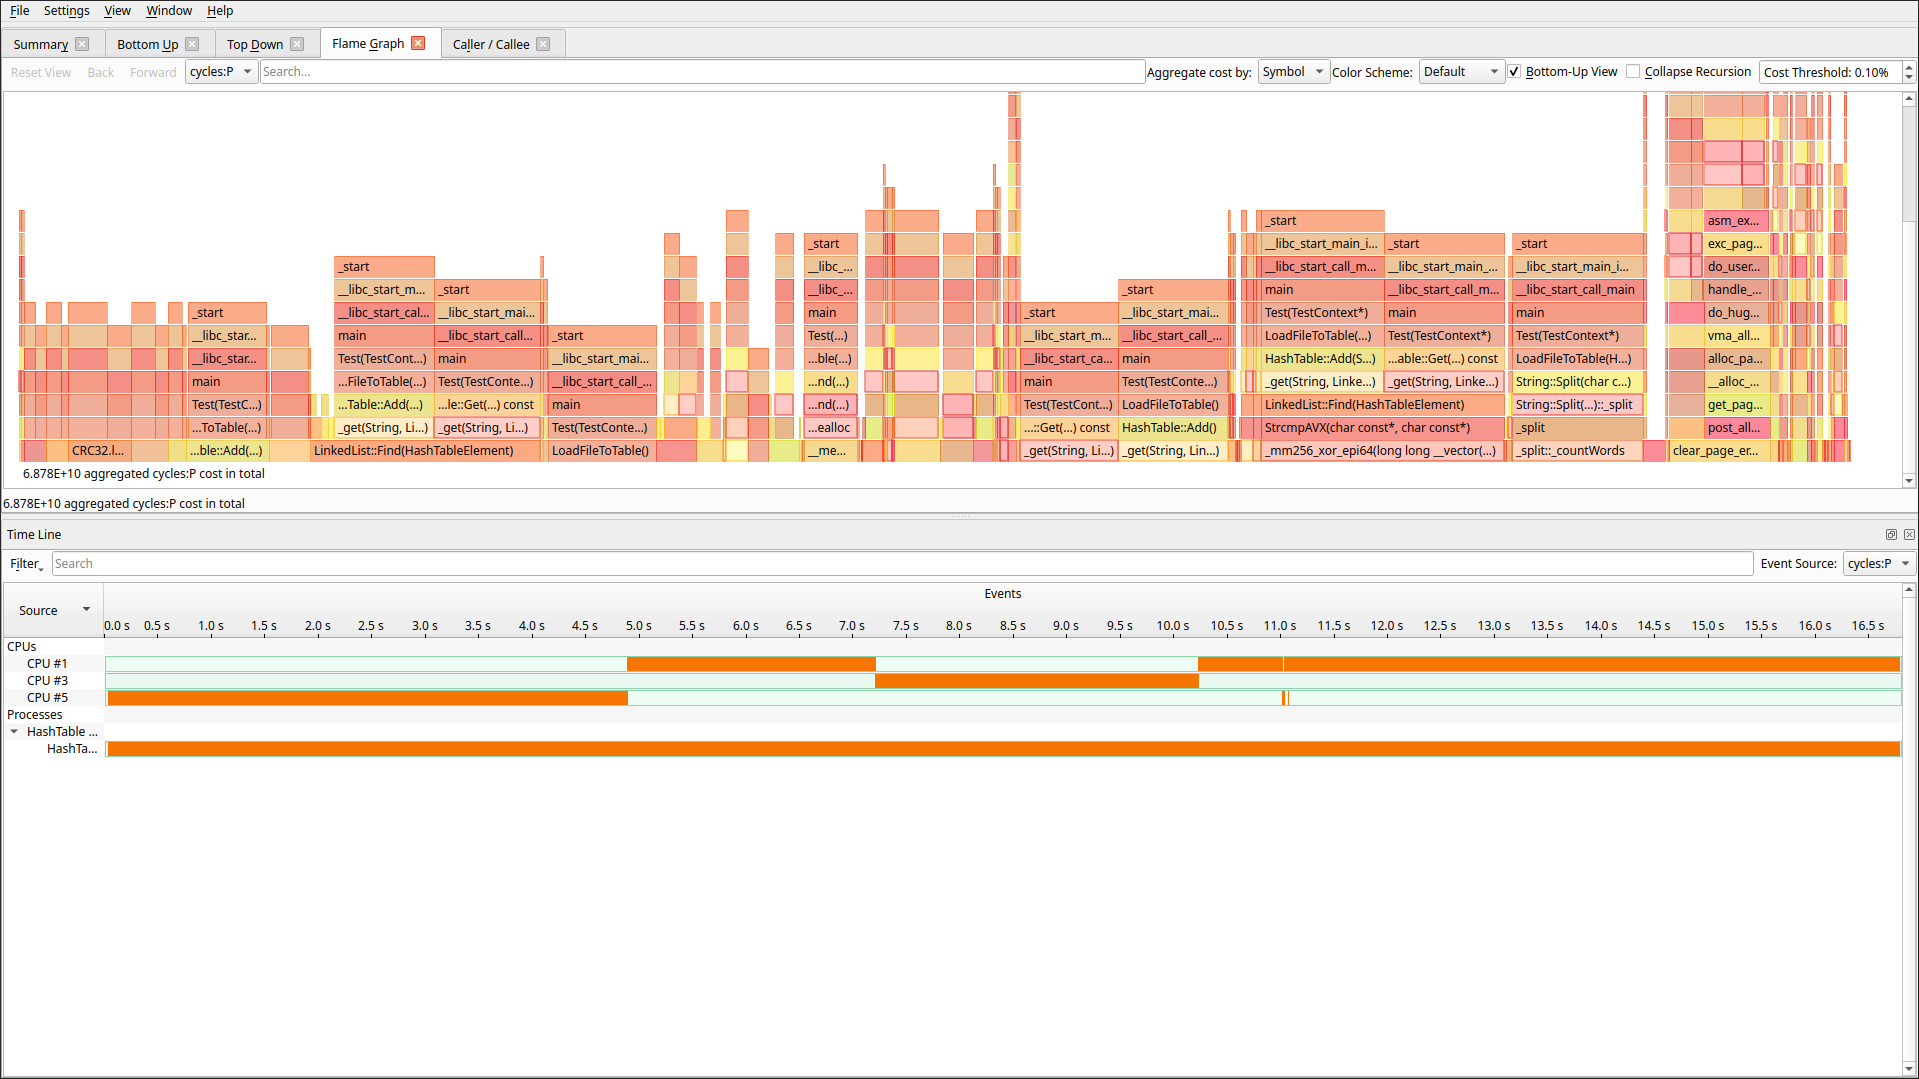 File Settings View Window Help
Summary Bottom Up Top Down Flame Graph Caller / Callee
Reset View Back Forward cycles:P Search... Aggregate cost by: Symbol Color Scheme: Default Bottom-Up View Collapse Recursion Cost Threshold: 0.10%
_start asm_ex...
_start __libc_start_main_i... _start _start exc_pag...
_start __libc_... __libc_start_call_m... __libc_start_main_... __libc_start_main_i... do_user...
__libc_start_m... _start __libc_... _start main __libc_start_call_m... __libc_start_call_main handle_...
_start __libc_start_cal... __libc_start_mai... main _start __libc_start_mai... Test(TestContext*) main main do_hug...
__libc_star... main __libc_start_call... _start Test(...) __libc_start_m... __libc_start_call_... LoadFileToTable(...) Test(TestContext*) Test(TestContext*) vma_all...
__libc_star... Test(TestCont...) main __libc_start_mai... ...ble(...) __libc_start_ca... main HashTable::Add(S...) ...able::Get(...) const LoadFileToTable(H...) alloc_pa...
main ...FileToTable(...) Test(TestConte...) __libc_start_call_... ...nd(...) main Test(TestConte...) _get(String, Linke...) _get(String, Linke...) String::Split(char c...) __alloc_...
Test(TestC...) ...Table::Add(...) ...le::Get(...) const main ...nd(...) Test(TestCont...) LoadFileToTable() LinkedList::Find(HashTableElement) String::Split(...)::_split get_pag...
...ToTable(...) _get(String, Li...) _get(String, Li...) Test(TestConte...) ...ealloc ...::Get(...) const HashTable::Add() StrcmpAVX(char const*, char const*) _split post_all...
CRC32.l... ...ble::Add(...) LinkedList::Find(HashTableElement) LoadFileToTable() __me... _get(String, Li...) _get(String, Lin...) _mm256_xor_epi64(long long __vector(...) _split::_countWords clear_page_er...
6.878E+10 aggregated cycles:P cost in total
6.878E+10 aggregated cycles:P cost in total
Time Line
Filter Search Event Source: cycles:P
Source Events
0.0 s 0.5 s 1.0 s 1.5 s 2.0 s 2.5 s 3.0 s 3.5 s 4.0 s 4.5 s 5.0 s 5.5 s 6.0 s 6.5 s 7.0 s 7.5 s 8.0 s 8.5 s 9.0 s 9.5 s 10.0 s 10.5 s 11.0 s 11.5 s 12.0 s 12.5 s 13.0 s 13.5 s 14.0 s 14.5 s 15.0 s 15.5 s 16.0 s 16.5 s
CPUs
CPU #1
CPU #3
CPU #5
Processes
HashTable ...
HashTa...